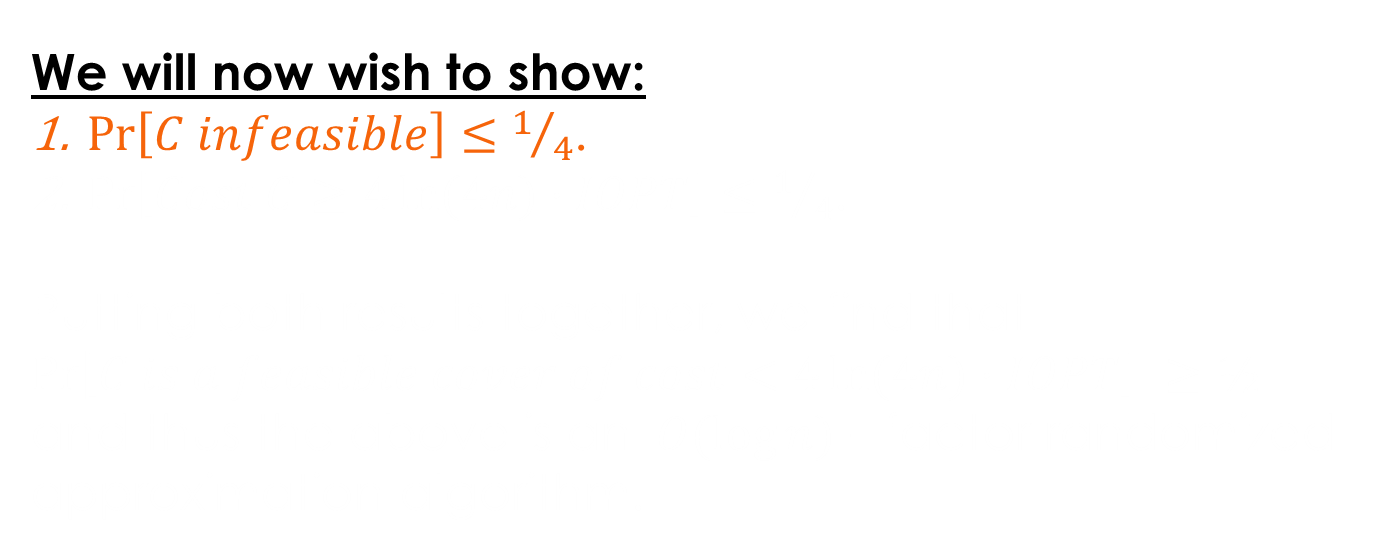 We will now wish to show:
1. Pr[C infeasible] ≤ 1/4.